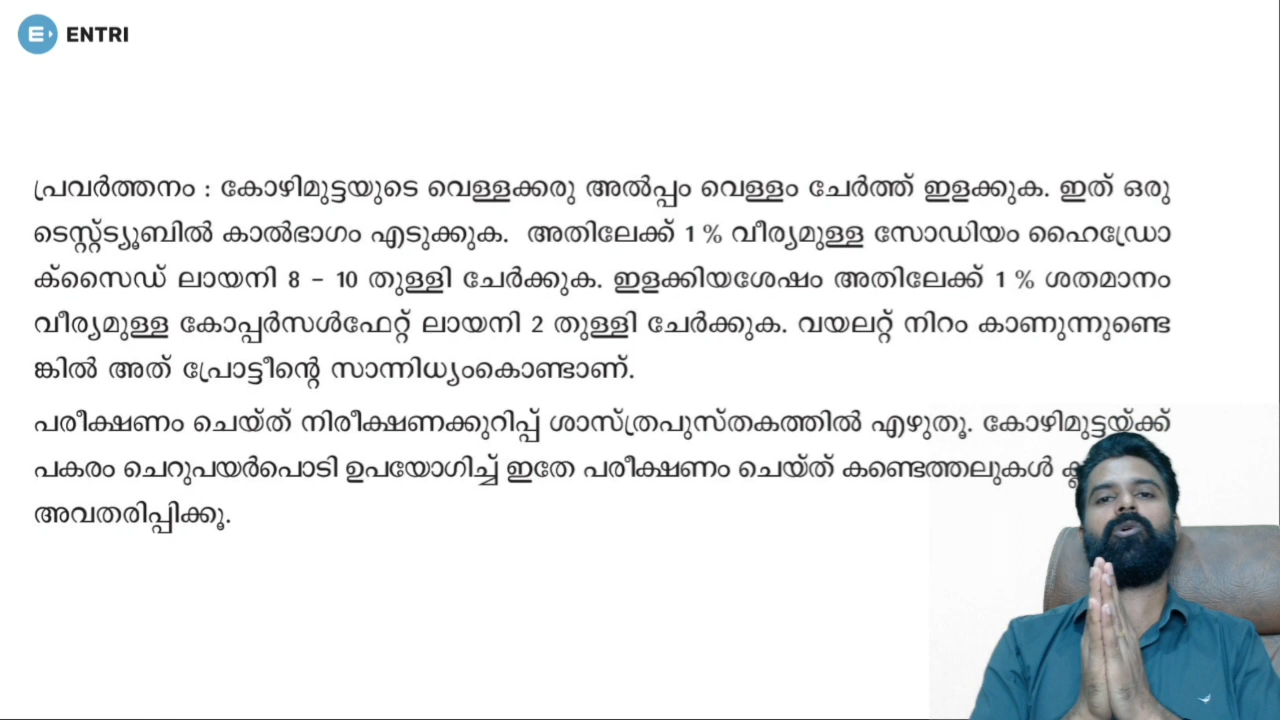 ENTRI
പ്രവർത്തനം : കോഴിമുട്ടയുടെ വെള്ളക്കരു അൽപ്പം വെള്ളം ചേർത്ത് ഇളക്കുക. ഇത് ഒരു
ടെസ്റ്റ്ട്യൂബിൽ കാൽഭാഗം എടുക്കുക. അതിലേക്ക് 1 % വീര്യമുള്ള സോഡിയം ഹൈഡ്രോ
ക്സൈഡ് ലായനി 8 – 10 തുള്ളി ചേർക്കുക. ഇളക്കിയശേഷം അതിലേക്ക് 1 % ശതമാനം
വീര്യമുള്ള കോപ്പർസൾഫേറ്റ് ലായനി 2 തുള്ളി ചേർക്കുക. വയലറ്റ് നിറം കാണുന്നുണ്ടെ
ങ്കിൽ അത് പ്രോട്ടീന്റെ സാന്നിധ്യംകൊണ്ടാണ്.
പരീക്ഷണം ചെയ്ത് നിരീക്ഷണക്കുറിപ്പ് ശാസ്ത്രപുസ്തകത്തിൽ എഴുതൂ. കോഴിമുട്ടയ്ക്ക്
പകരം ചെറുപയർപൊടി ഉപയോഗിച്ച് ഇതേ പരീക്ഷണം ചെയ്ത് കണ്ടെത്തലുകൾ
അവതരിപ്പിക്കൂ.